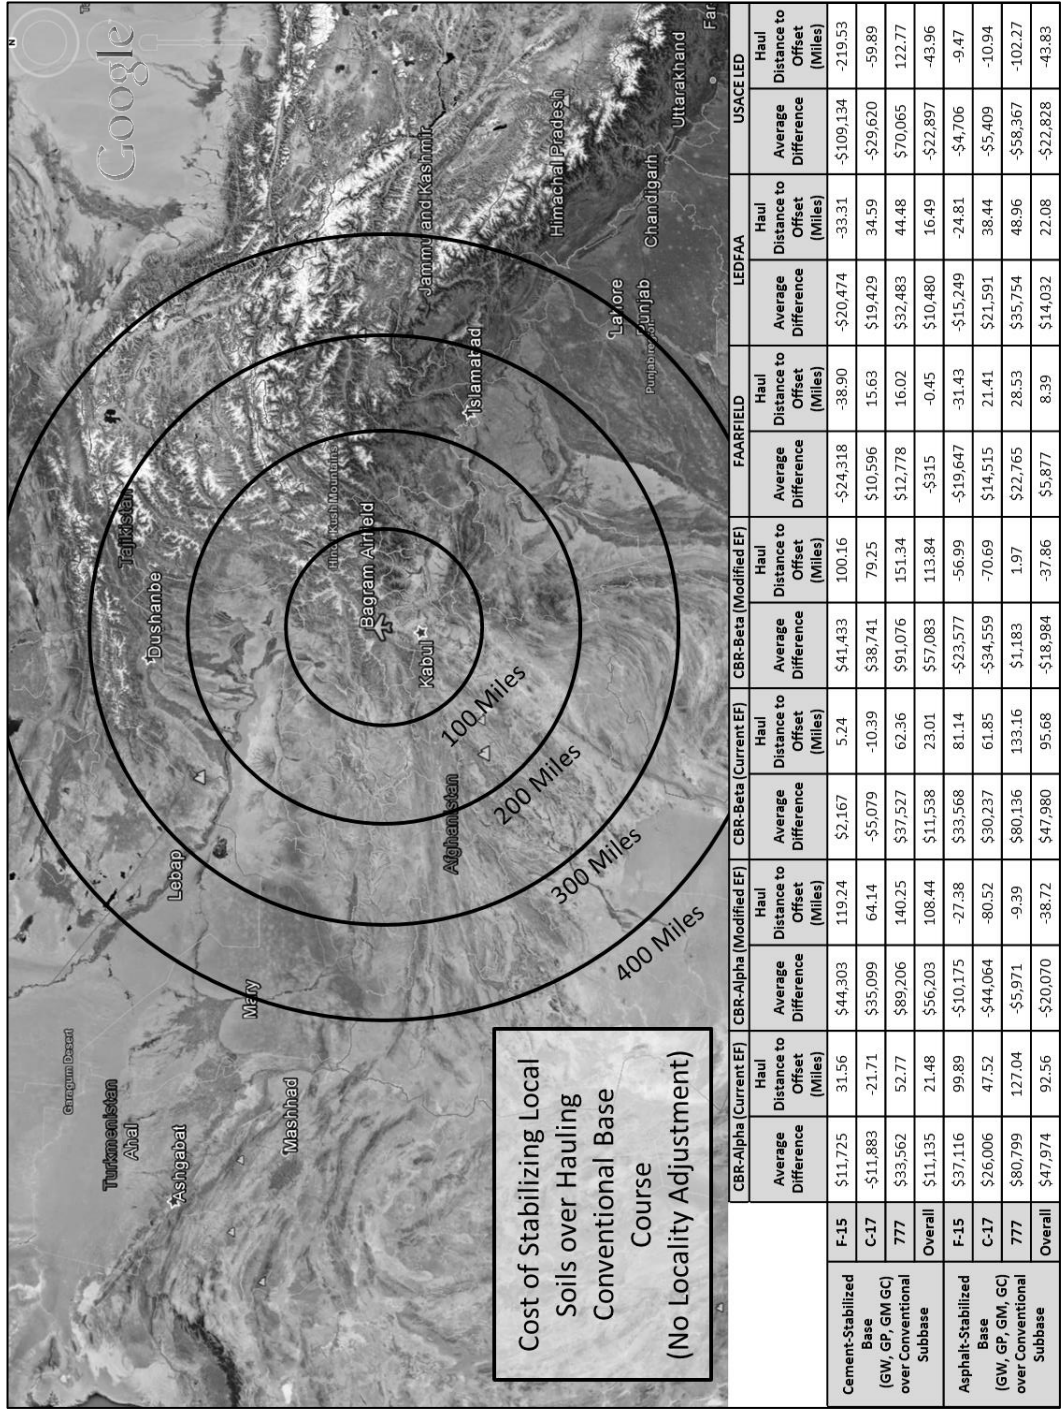 N
Google
Turkmenistan
Ahal
Garagum Desert
Ashgabat
Mashhad
Mary
Lebap
Dushanbe
Tajikistan
Hindu Kush Mountains
Bagram Airfield
Kabul
Afghanistan
Islamabad
Jammu and Kashmir
Himachal Pradesh
Lahore
Punjab
Chandigarh
Uttarakhand
Far
100 Miles
200 Miles
300 Miles
400 Miles
Cost of Stabilizing Local
Soils over Hauling
Conventional Base
Course
(No Locality Adjustment)
CBR-Alpha (Current EF) CBR-Alpha (Modified EF) CBR-Beta (Current EF) CBR-Beta (Modified EF) FAARFIELD LEDFAA USACE LED
Average Difference Haul Distance to Offset (Miles) Average Difference Haul Distance to Offset (Miles) Average Difference Haul Distance to Offset (Miles) Average Difference Haul Distance to Offset (Miles) Average Difference Haul Distance to Offset (Miles) Average Difference Haul Distance to Offset (Miles) Average Difference Haul Distance to Offset (Miles)
Cement-Stabilized
Base
(GW, GP, GM GC)
over Conventional
Subbase
F-15 $11,725 31.56 $44,303 119.24 $2,167 5.24 $41,433 100.16 -$24,318 -38.90 -$20,474 -33.31 -$109,134 -219.53
C-17 -$11,883 -21.71 $35,099 64.14 -$5,079 -10.39 $38,741 79.25 $10,596 15.63 $19,429 34.59 -$29,620 -59.89
777 $33,562 52.77 $89,206 140.25 $37,527 62.36 $91,076 151.34 $12,778 16.02 $32,483 44.48 $70,065 122.77
Overall $11,135 21.48 $56,203 108.44 $11,538 23.01 $57,083 113.84 -$315 -0.45 $10,480 16.49 -$22,897 -43.96
Asphalt-Stabilized
Base
(GW, GP, GM, GC)
over Conventional
Subbase
F-15 $37,116 99.89 -$10,175 -27.38 $33,568 81.14 -$23,577 -56.99 -$19,647 -31.43 -$15,249 -24.81 -$4,706 -9.47
C-17 $26,006 47.52 -$44,064 -80.52 $30,237 61.85 -$34,559 -70.69 $14,515 21.41 $21,591 38.44 -$5,409 -10.94
777 $80,799 127.04 -$5,971 -9.39 $80,136 133.16 $1,183 1.97 $22,765 28.53 $35,754 48.96 -$58,367 -102.27
Overall $47,974 92.56 -$20,070 -38.72 $47,980 95.68 -$18,984 -37.86 $5,877 8.39 $14,032 22.08 -$22,828 -43.83